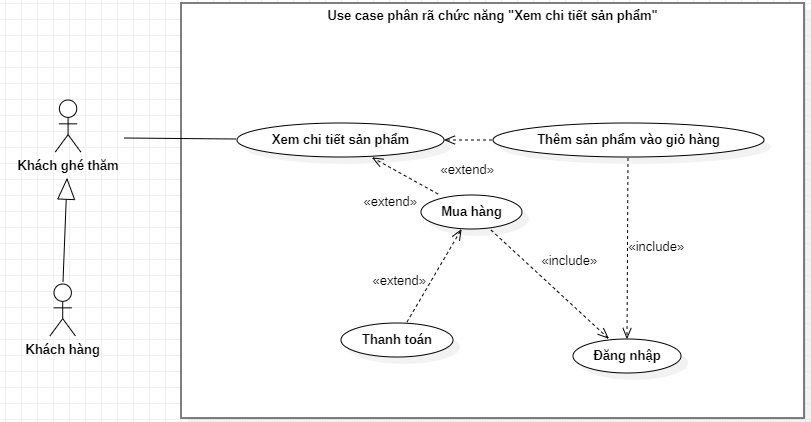 Use case phân rã chức năng "Xem chi tiết sản phẩm"
Xem chi tiết sản phẩm
Thêm sản phẩm vào giỏ hàng
Khách ghé thăm
«extend»
«extend»
Mua hàng
«include»
«include»
«extend»
Thanh toán
Khách hàng
Đăng nhập